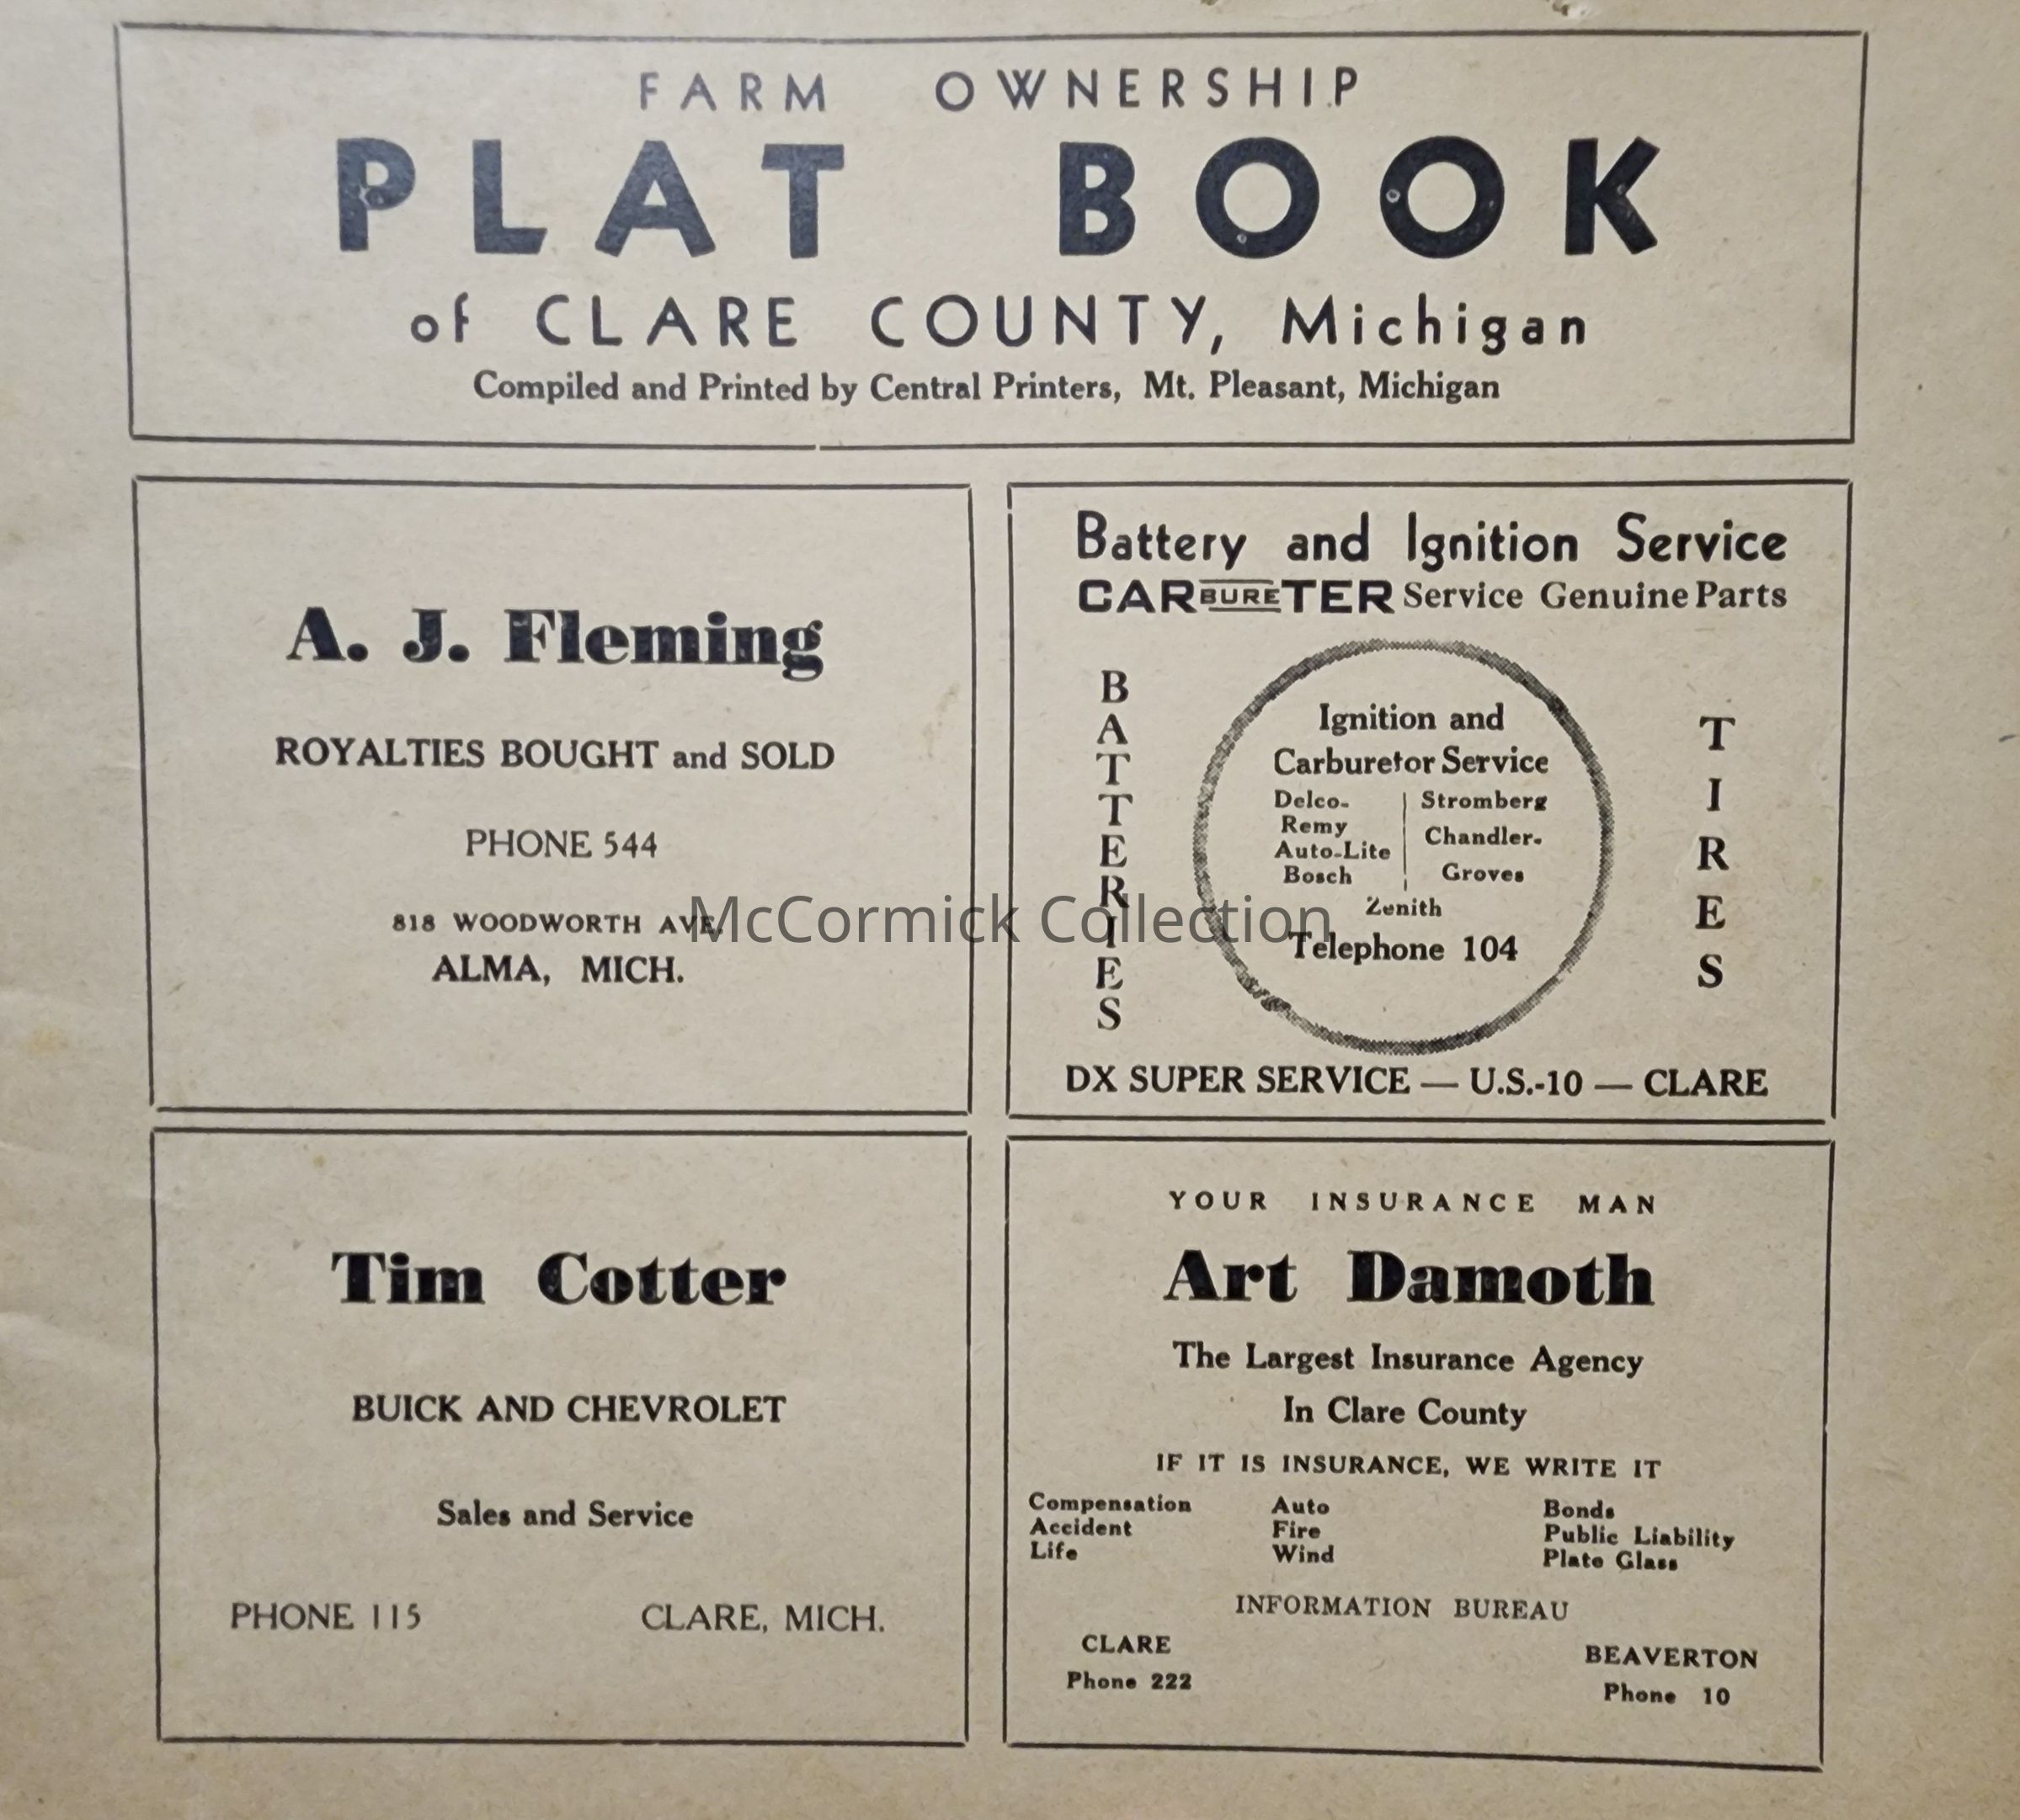 FARM OWNERSHIP
PLAT BOOK
of CLARE COUNTY, Michigan
Compiled and Printed by Central Printers, Mt. Pleasant, Michigan
A. J. Fleming
ROYALTIES BOUGHT and SOLD
PHONE 544
818 WOODWORTH AVE.
ALMA, MICH.
Battery and Ignition Service
CARBURETER Service Genuine Parts
BATTERIES
Ignition and
Carburetor Service
Delco-
Remy
Auto-Lite
Bosch
Stromberg
Chandler-
Groves
Zenith
Telephone 104
TIRES
DX SUPER SERVICE — U.S.-10 — CLARE
McCormick Collection
Tim Cotter
BUICK AND CHEVROLET
Sales and Service
PHONE 115 CLARE, MICH.
YOUR INSURANCE MAN
Art Damoth
The Largest Insurance Agency
In Clare County
IF IT IS INSURANCE, WE WRITE IT
Compensation Auto Bonds
Accident Fire Public Liability
Life Wind Plate Glass
INFORMATION BUREAU
CLARE BEAVERTON
Phone 222 Phone 10